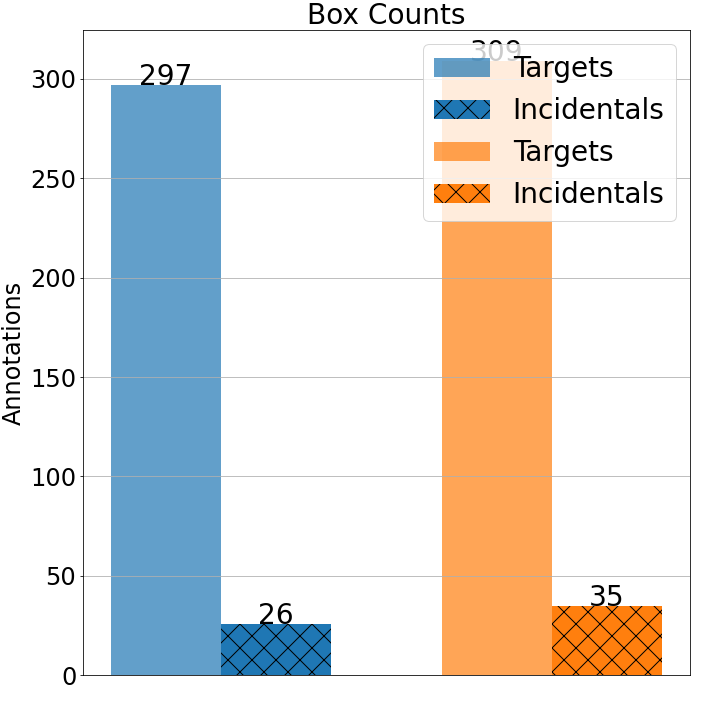 Box Counts
Annotations
300
250
200
150
100
50
0
297
26
309
35
Targets
Incidentals
Targets
Incidentals